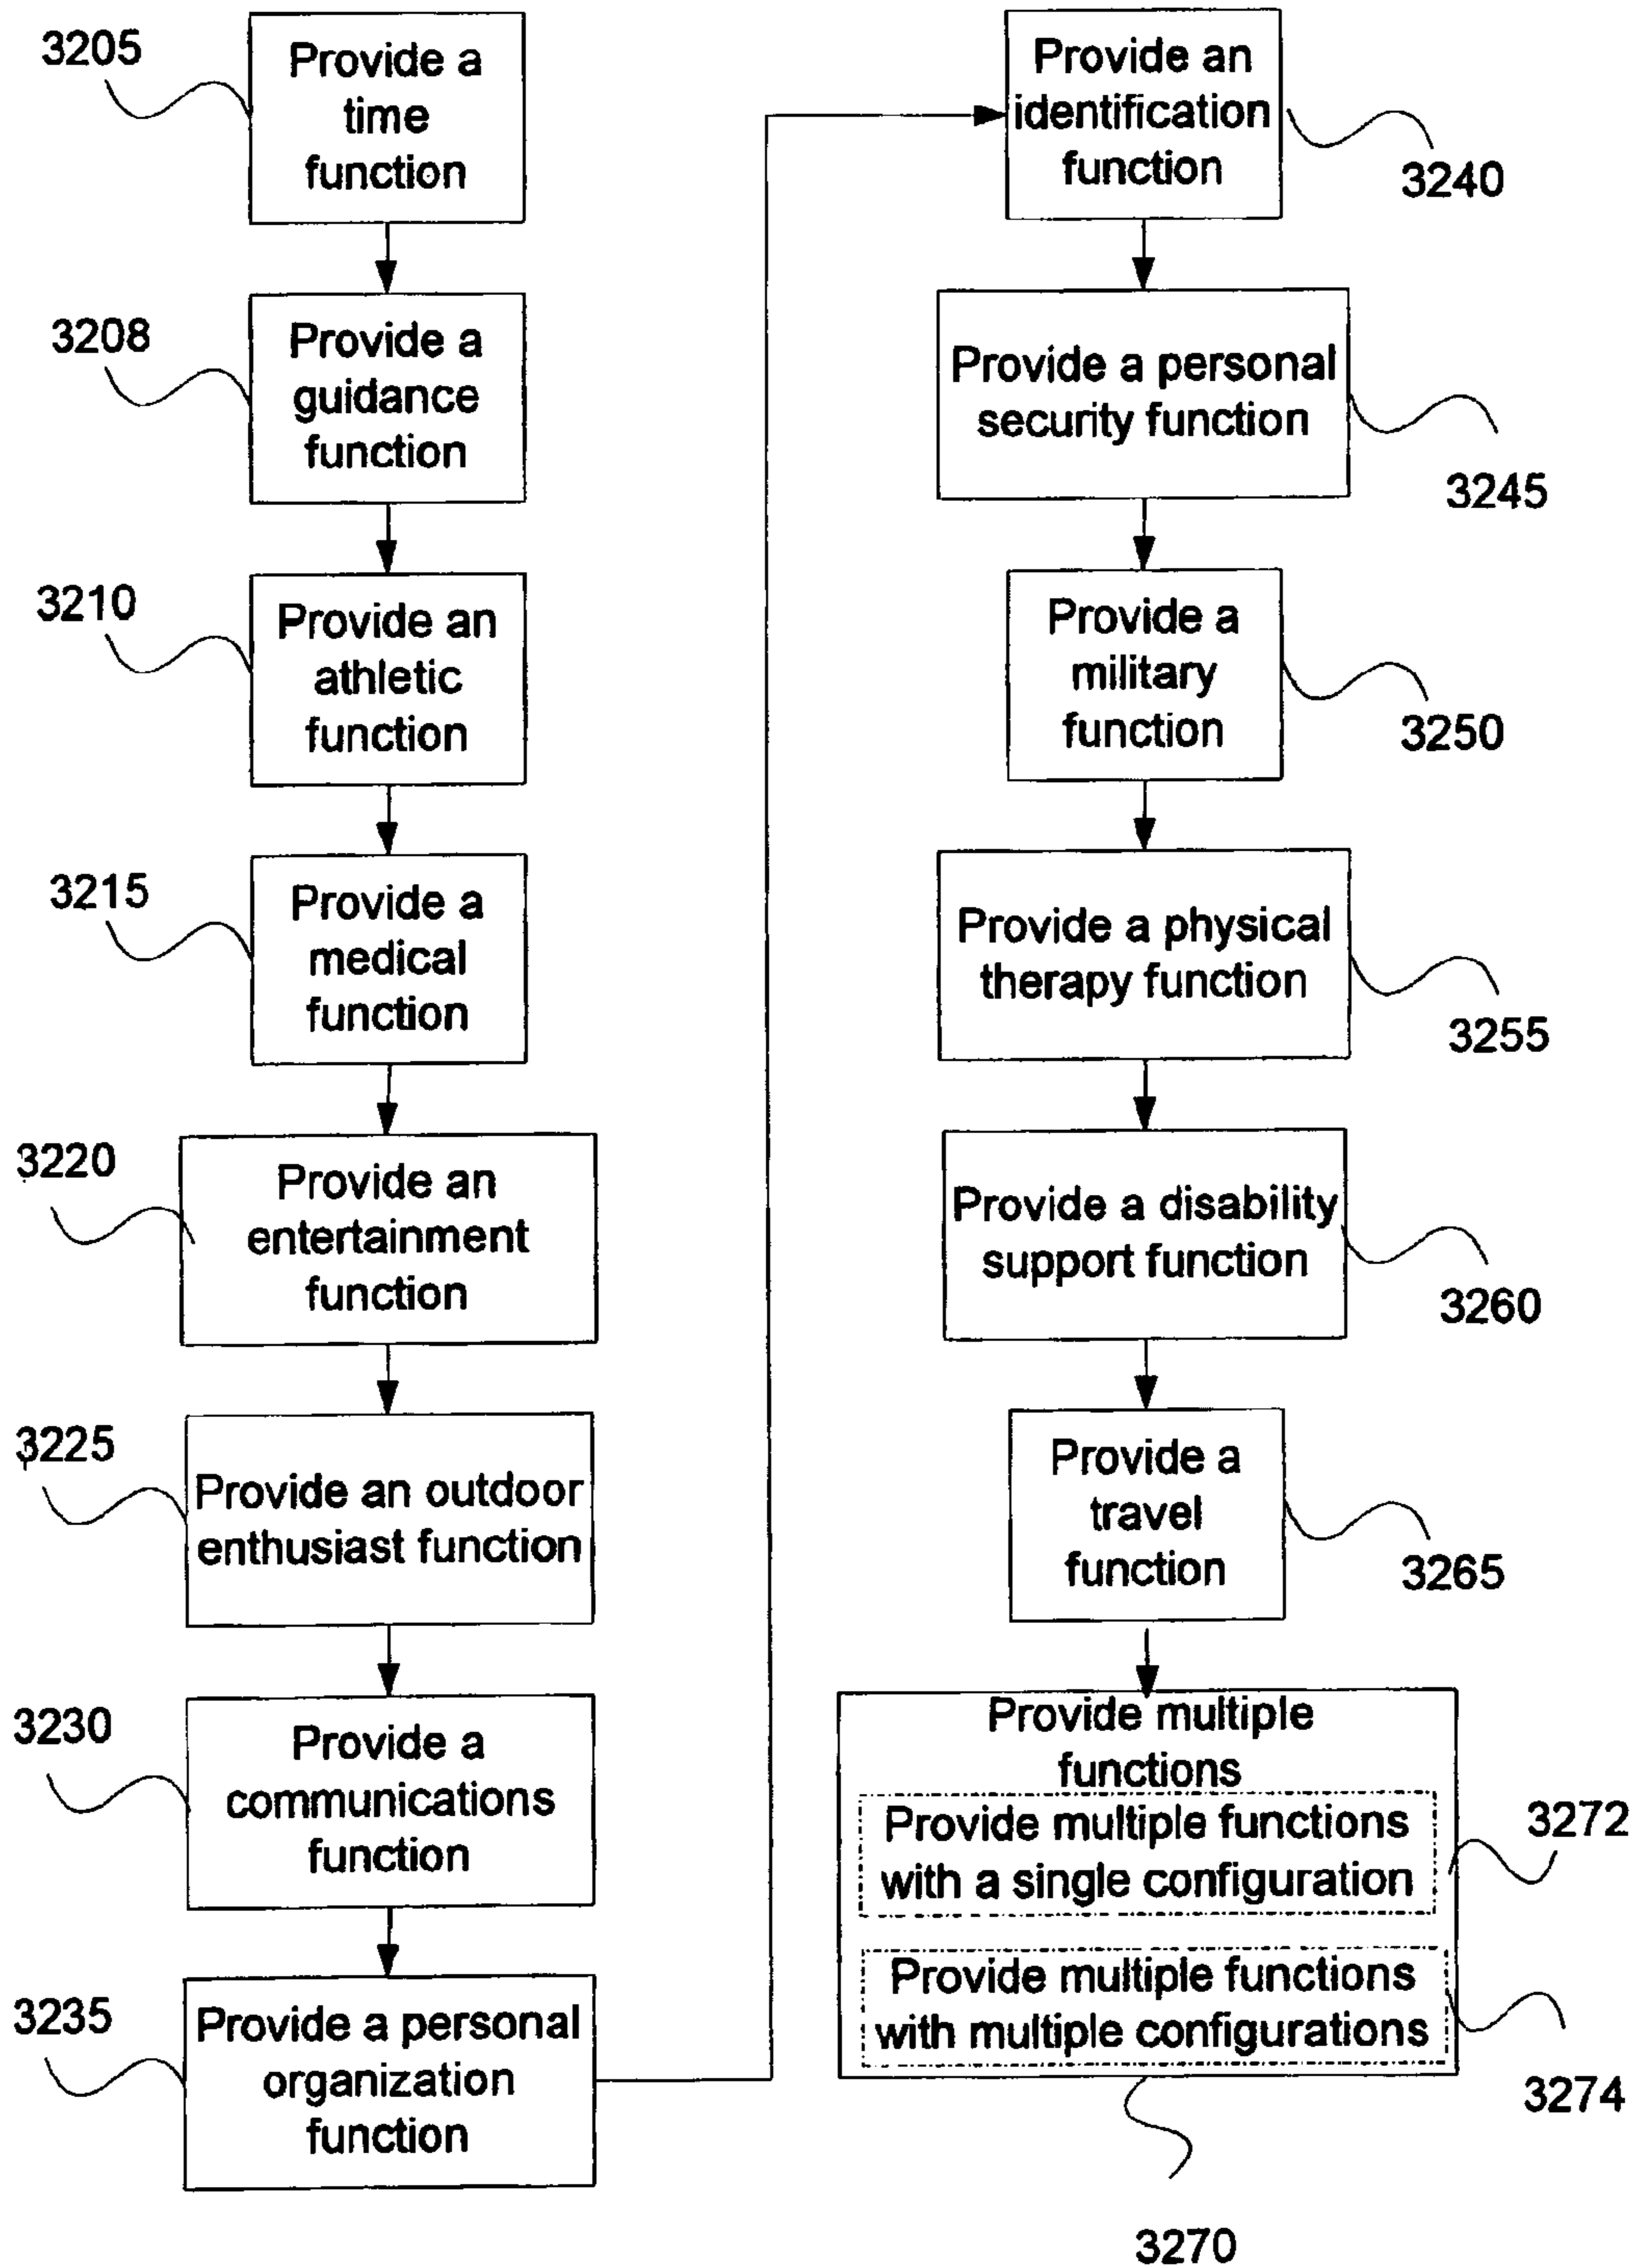 3205
Provide a
time
function
3208
Provide a
guidance
function
3210
Provide an
athletic
function
3215
Provide a
medical
function
3220
Provide an
entertainment
function
3225
Provide an outdoor
enthusiast function
3230
Provide a
communications
function
3235
Provide a personal
organization
function
Provide an
identification
function
3240
Provide a personal
security function
3245
Provide a
military
function
3250
Provide a physical
therapy function
3255
Provide a disability
support function
3260
Provide a
travel
function
3265
Provide multiple
functions
Provide multiple functions
with a single configuration
3272
Provide multiple functions
with multiple configurations
3274
3270